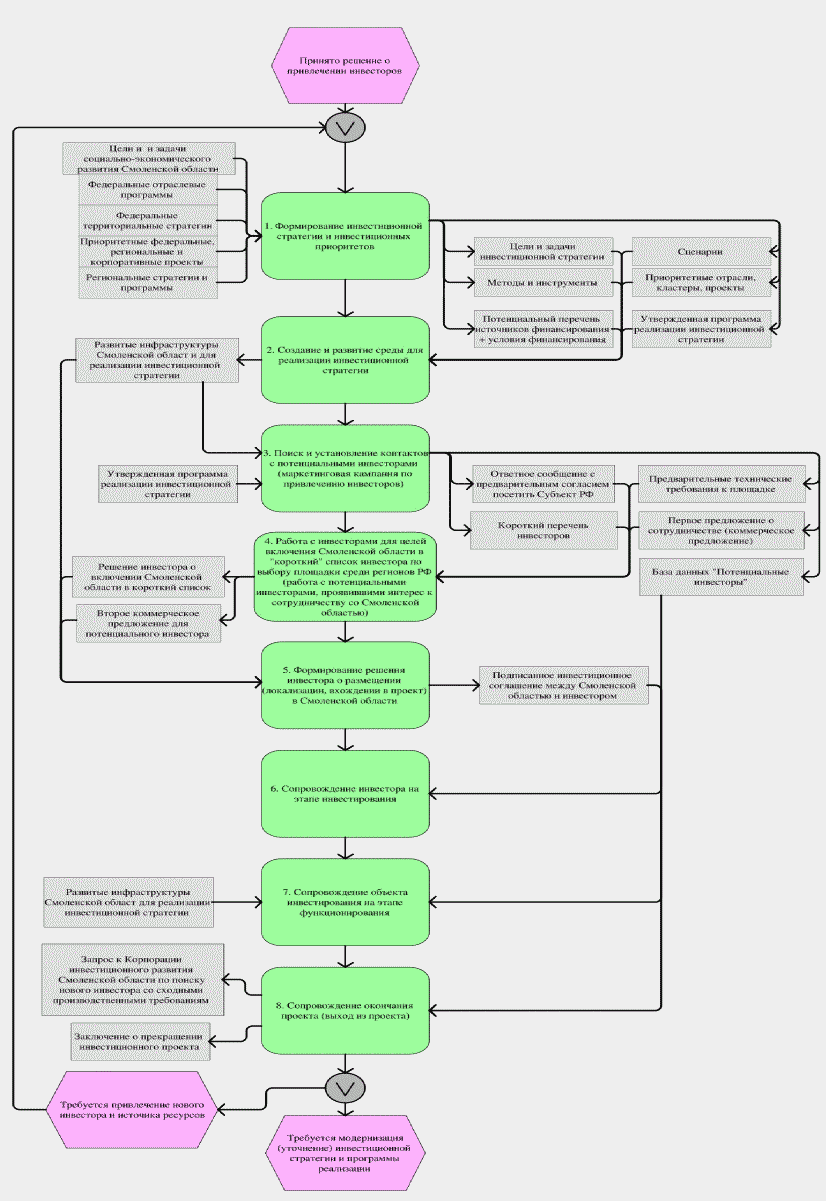 Принято решение о
привлечении инвесторов
Цели и  и задачи
социально-экономического
развития Смоленской области
Федеральные отраслевые
программы
Федеральные
территориальные стратегии
Приоритетные федеральные,
региональные и
корпоративные проекты
Региональные стратегии и
программы
1. Формирование инвестиционной
стратегии и инвестиционных
приоритетов
Цели и задачи
инвестиционной стратегии
Сценарии
Методы и инструменты
Приоритетные отрасли,
кластеры, проекты
Потенциальный перечень
источников финансирования
+ условия финансирования
Утвержденная программа
реализации инвестиционной
стратегии
Развитые инфраструктуры
Смоленской област и для
реализации инвестиционной
стратегии
2. Создание и развитие среды для
реализации инвестиционной
стратегии
3. Поиск и установление контактов
с потенциальными инвесторами
(маркетинговая кампания по
привлечению инвесторов)
Утвержденная программа
реализации инвестиционной
стратегии
Ответное сообщение с
предварительным согласием
посетить Субъект РФ
Предварительные технические
требования к площадке
Короткий перечень
инвесторов
Первое предложение о
сотрудничестве (коммерческое
предложение)
База данных "Потенциальные
инвесторы"
4. Работа с инвесторами для целей
включения Смоленской области в
"короткий" список инвестора по
выбору площадки среди регионов РФ
(работа с потенциальными
инвесторами, проявившими интерес к
сотрудничеству со Смоленской
областью)
Решение инвестора о
включении Смоленской
области в короткий список
Второе коммерческое
предложение для
потенциального инвестора
5. Формирование решения
инвестора о размещении
(локализации, вхождении в проект)
в Смоленской области
Подписанное инвестиционное
соглашение между Смоленской
областью и инвестором
6. Сопровождение инвестора на
этапе инвестирования
7. Сопровождение объекта
инвестирования на этапе
функционирования
Развитые инфраструктуры
Смоленской област для реализации
инвестиционной стратегии
Запрос к Корпорации
инвестиционного развития
Смоленской области по поиску
нового инвестора со сходными
производственными требованиям
8. Сопровождение окончания
проекта (выход из проекта)
Заключение о прекращении
инвестиционного проекта
Требуется привлечение нового
инвестора и источика ресурсов
Требуется модернизация
(уточнение) инвестиционной
стратегии и программы
реализации